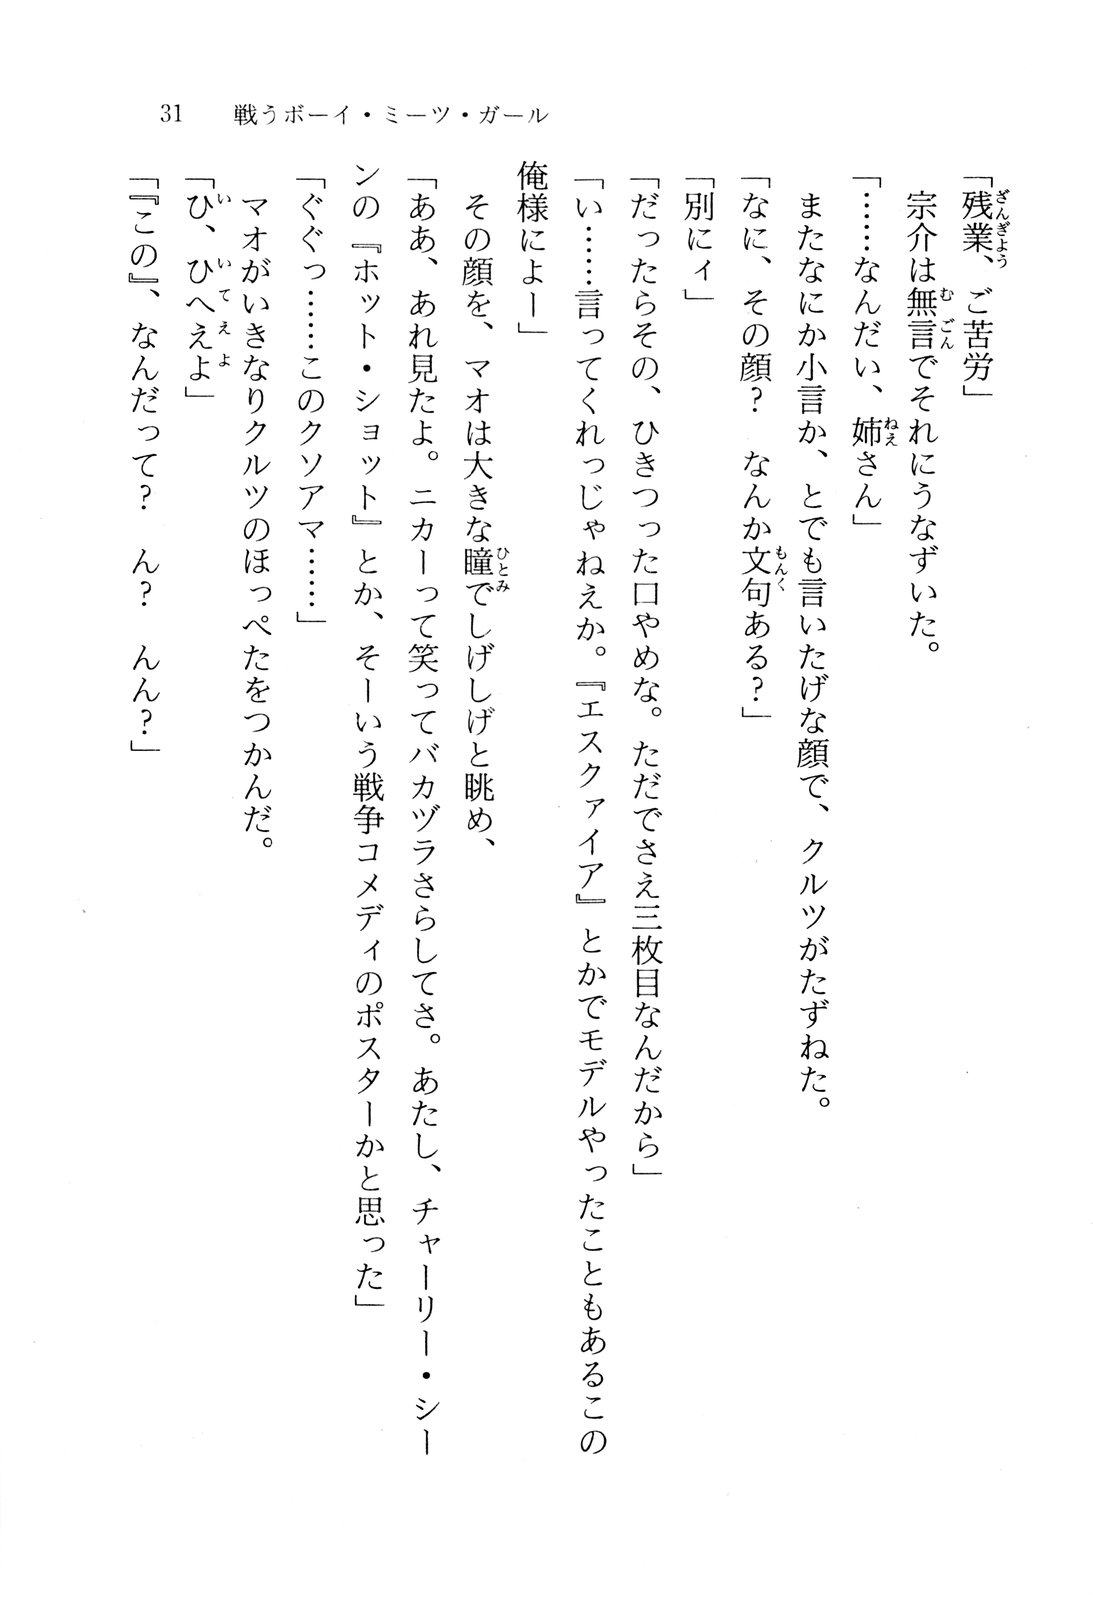 31　戦うボーイ・ミーツ・ガール
「残業、ご苦労」
　宗介は無言でそれにうなずいた。
「……なんだい、姉さん」
　またなにか小言か、とでも言いたげな顔で、クルツがたずねた。
「なに、その顔？　なんか文句ある？」
「別にィ」
「だったらその、ひきつった口やめな。ただでさえ三枚目なんだから」
「い……言ってくれっじゃねえか。『エスクァイア』とかでモデルやったこともあるこの
俺様によー」
　その顔を、マオは大きな瞳でしげしげと眺め、
「ああ、あれ見たよ。ニカーって笑ってバカヅラさらしてさ。あたし、チャーリー・シー
ンの『ホット・ショット』とか、そーいう戦争コメディのポスターかと思った」
「ぐぐっ……このクソアマ……」
　マオがいきなりクルツのほっぺたをつかんだ。
「ひ、ひへえよ」
「『この』、なんだって？　ん？　んん？」